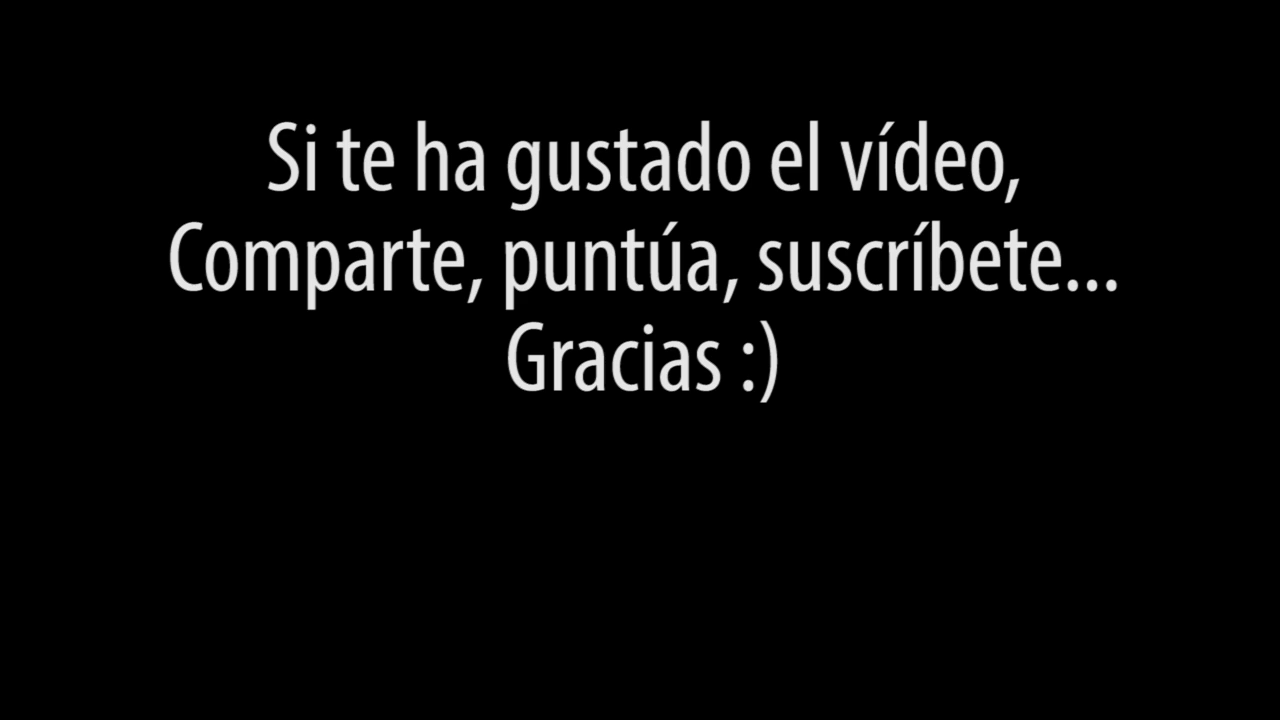 Si te ha gustado el vídeo,
Comparte, puntúa, suscríbete...
Gracias :)